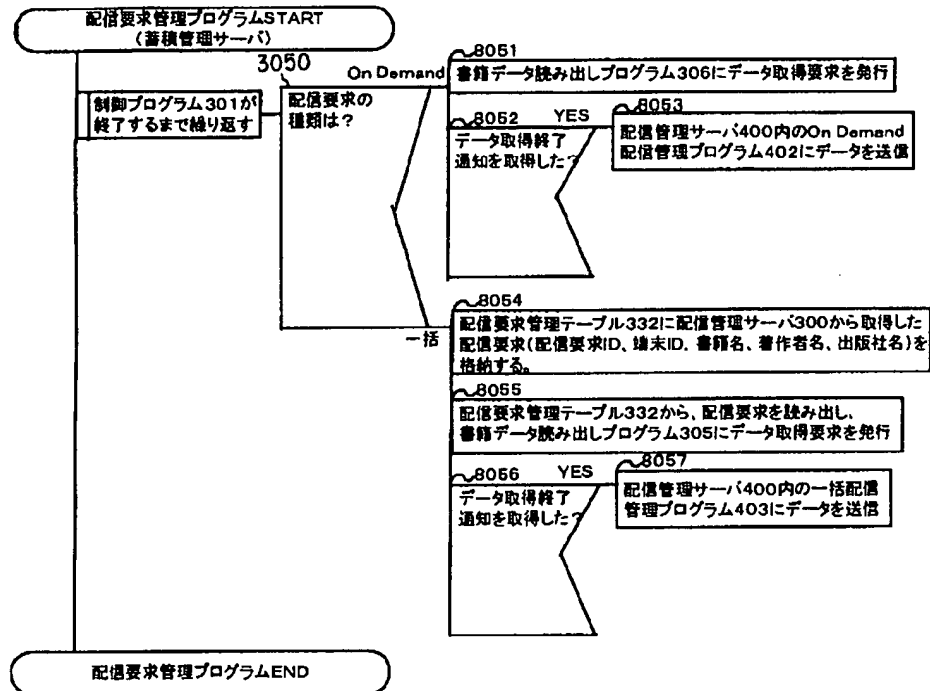 配信要求管理プログラムSTART
(蓄積管理サーバ)
制御プログラム301が
終了するまで繰り返す
3050
配信要求の
種類は?
On Demand
8051
書籍データ読み出しプログラム306にデータ取得要求を発行
8052
YES
データ取得終了
通知を取得した?
8053
配信管理サーバ400内のOn Demand
配信管理プログラム402にデータを送信
一括
8054
配信要求管理テーブル332に配信管理サーバ300から取得した
配信要求(配信要求ID、端末ID、書籍名、著作者名、出版社名)を
格納する。
8055
配信要求管理テーブル332から、配信要求を読み出し、
書籍データ読み出しプログラム305にデータ取得要求を発行
8056
YES
データ取得終了
通知を取得した?
8057
配信管理サーバ400内の一括配信
管理プログラム403にデータを送信
配信要求管理プログラムEND